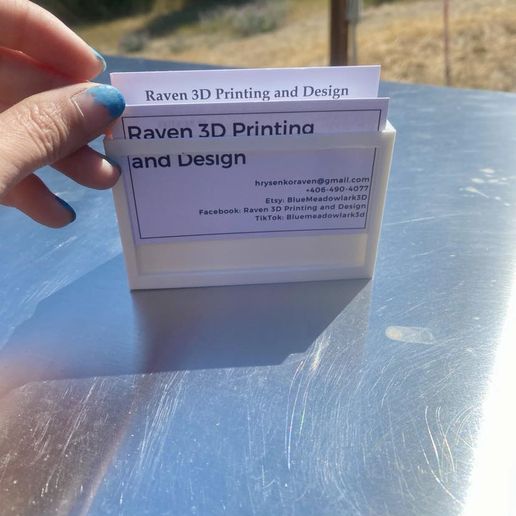 Raven 3D Printing and Design
Raven 3D Printing
and Design
hrysenkoraven@gmail.com
+406-490-4077
Etsy: BlueMeadowlark3D
Facebook: Raven 3D Printing and Design
TikTok: Bluemeadowlark3d